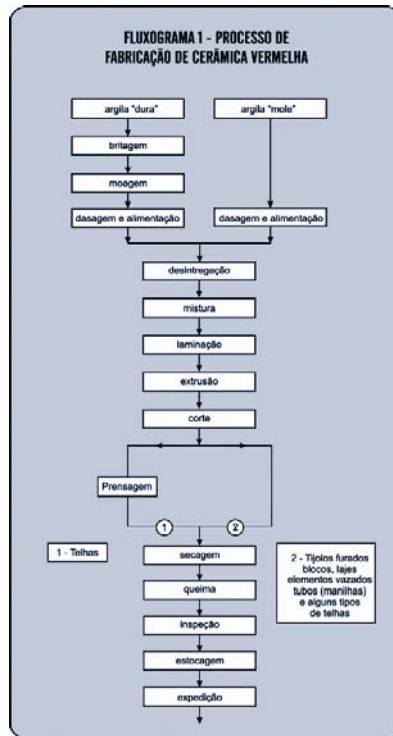 FLUXOGRAMA 1 - PROCESSO DE
FABRICAÇÃO DE CERÂMICA VERMELHA
argila "dura"
argila "mole"
britagem
moagem
dasagem e alimentação
dasagem e alimentação
desintregação
mistura
laminação
extrusão
corte
Prensagem
1
2
1 - Telhas
secagem
queima
inspeção
estocagem
expedição
2 - Tijolos furados
blocos, lajes
elementos vazados
tubos (manilhas)
e alguns tipos
de telhas